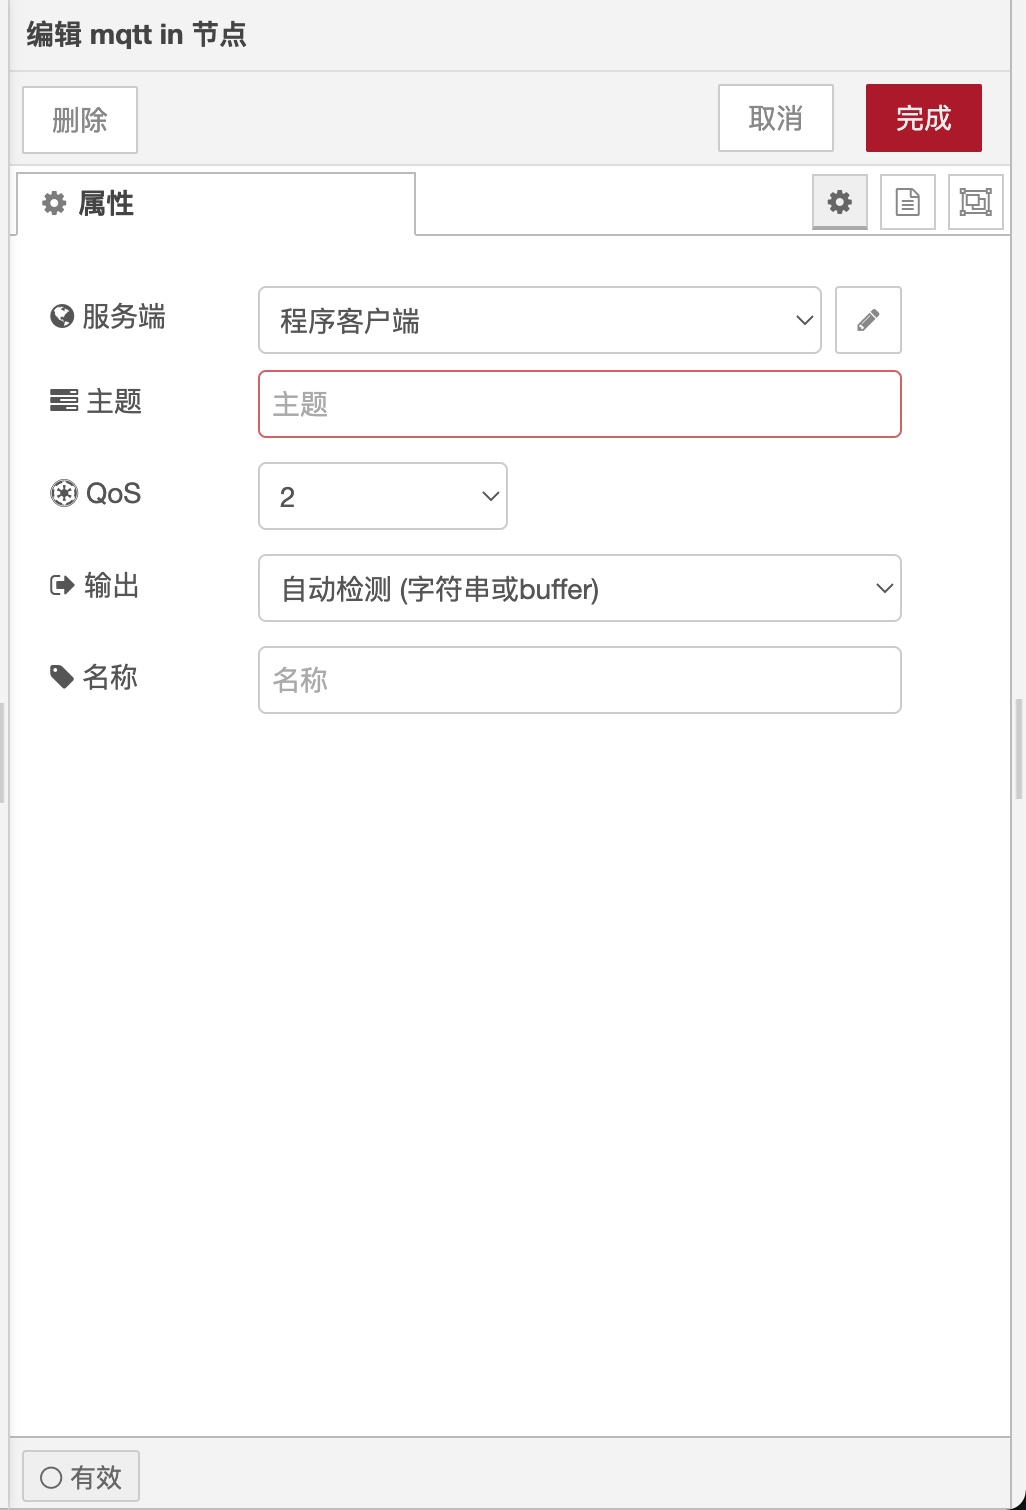 编辑 mqtt in 节点
删除
取消
完成
属性
服务端
程序客户端
主题
主题
QoS
2
输出
自动检测 (字符串或buffer)
名称
名称
有效